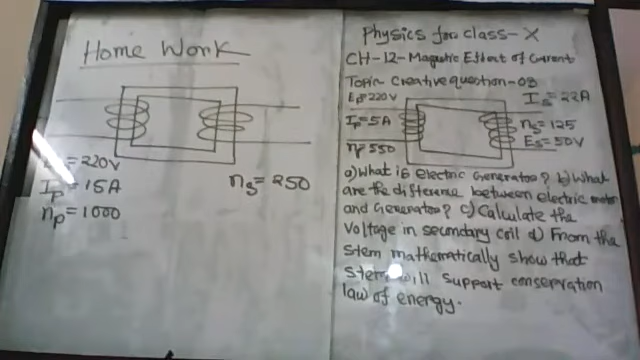 Home Work
Ep=220V
Ip=15A
np=1000
ns=250
Physics for class-X
CH-12-Magnetic Effect of Current
Topic-Creative question-08
Ep=220V
Ip=5A
np 550
Is=22A
ns=125
Es=50V
a) What is Electric Generator? b) What
are the difference between electric motor
and Generator? c) Calculate the
Voltage in secondary coil d) From the
stem mathematically show that
stem will support conservation
law of energy.